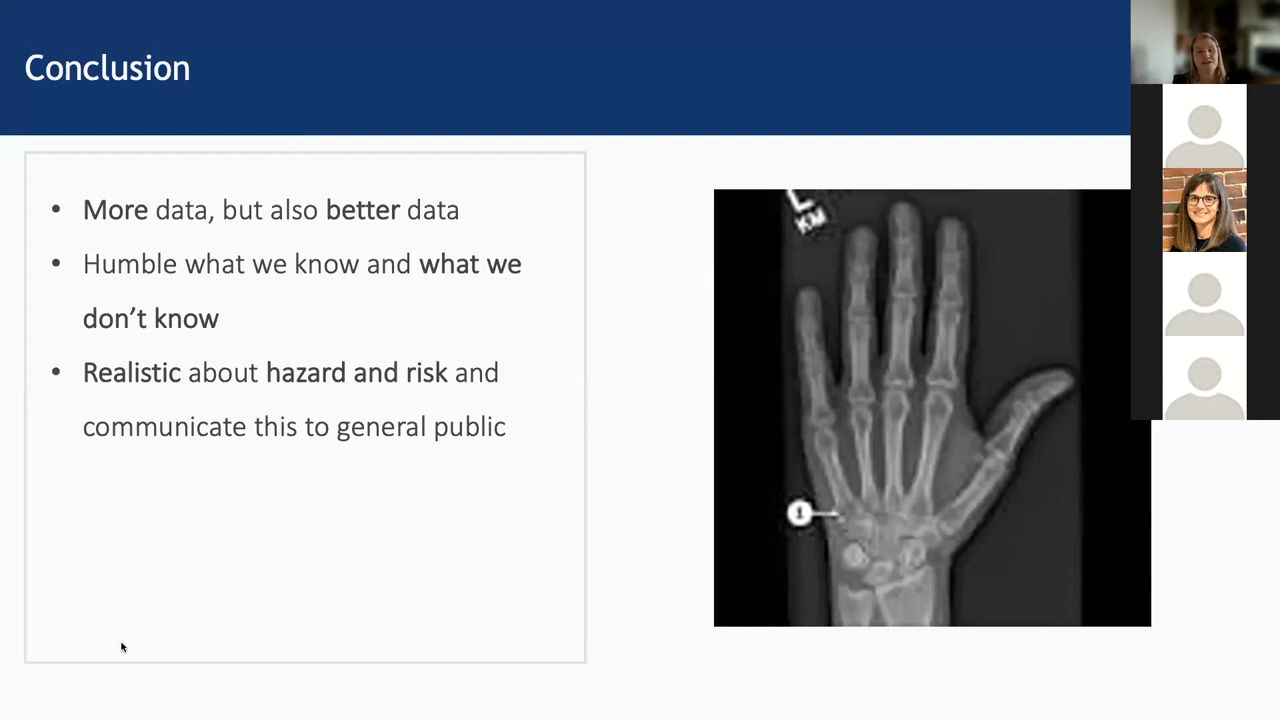 Conclusion
• More data, but also better data
• Humble what we know and what we
don’t know
• Realistic about hazard and risk and
communicate this to general public
L
KM
1